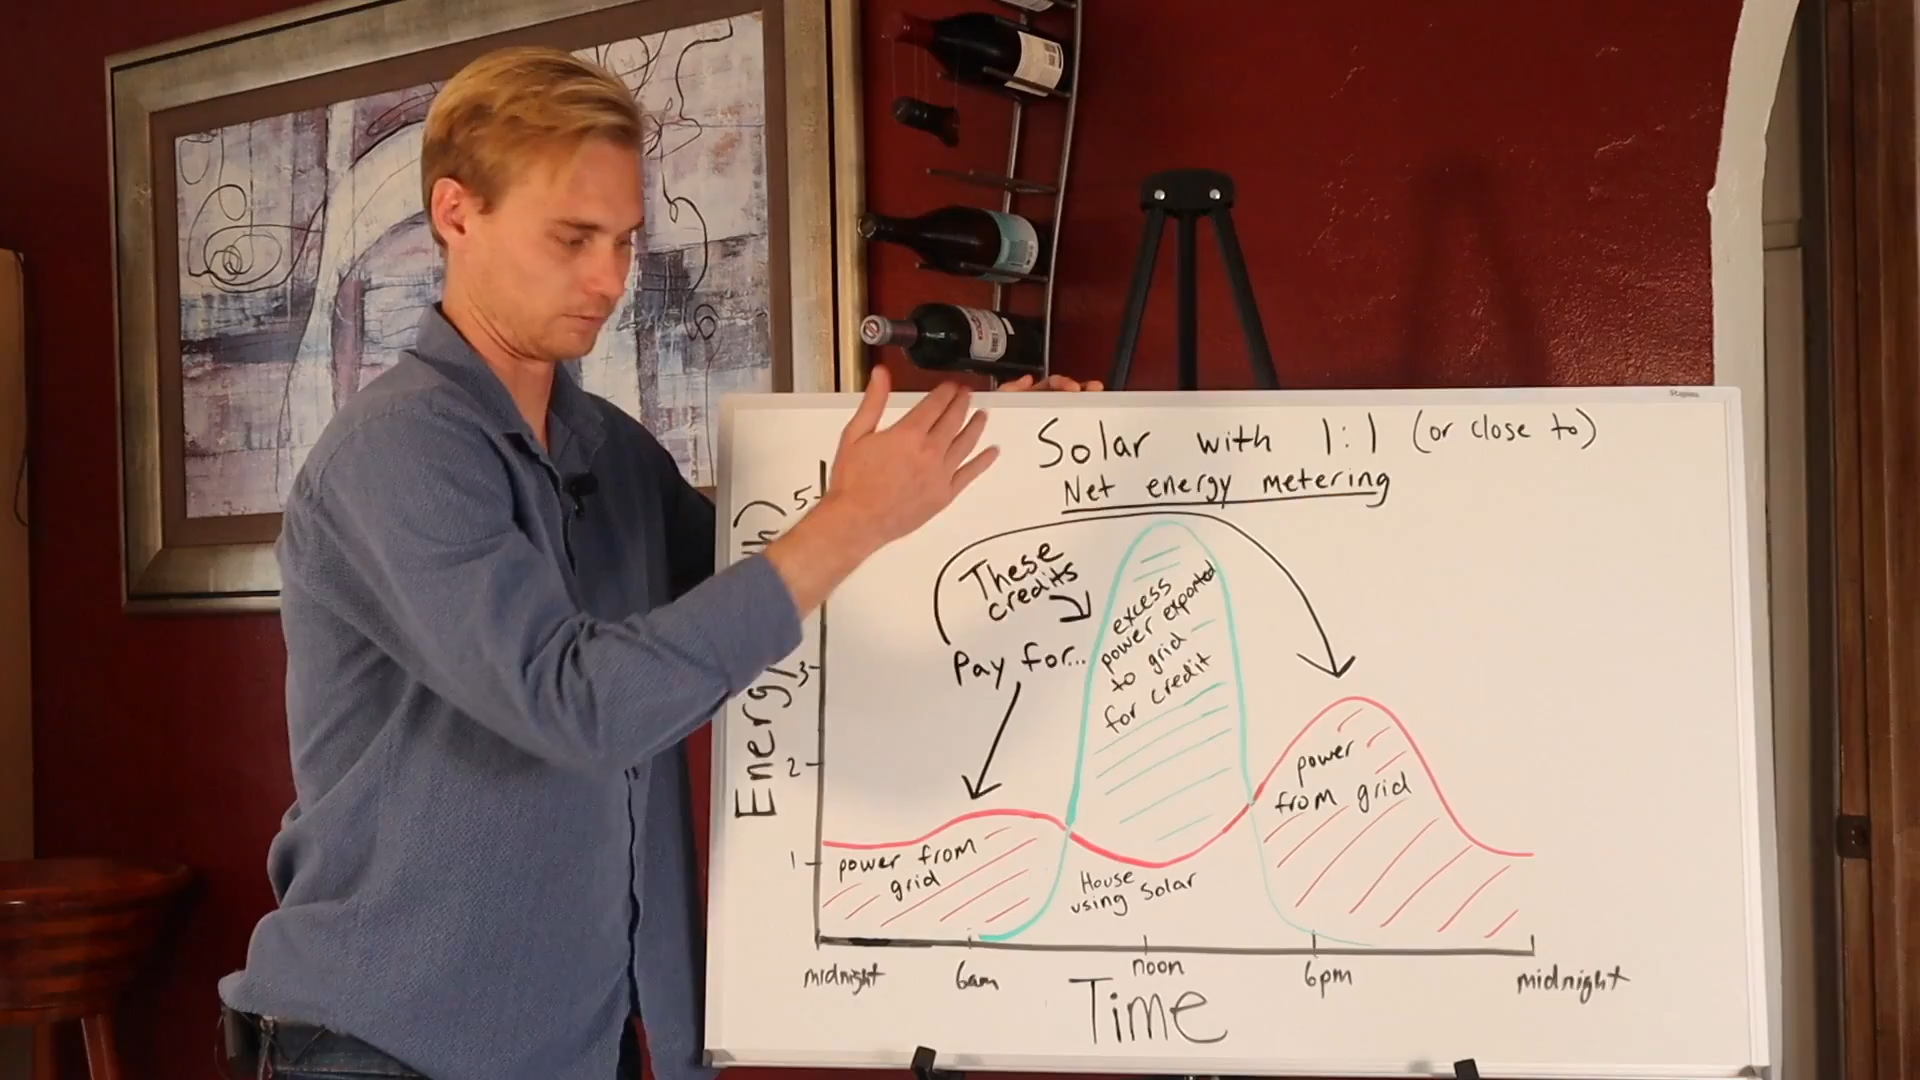 Staples
Solar with 1:1 (or close to)
Net energy metering
5
3
2
1
Energy
These
credits
Pay for...
excess
power exported
to grid
for credit
power from
grid
House
using Solar
power
from grid
midnight
6am
noon
6pm
midnight
Time